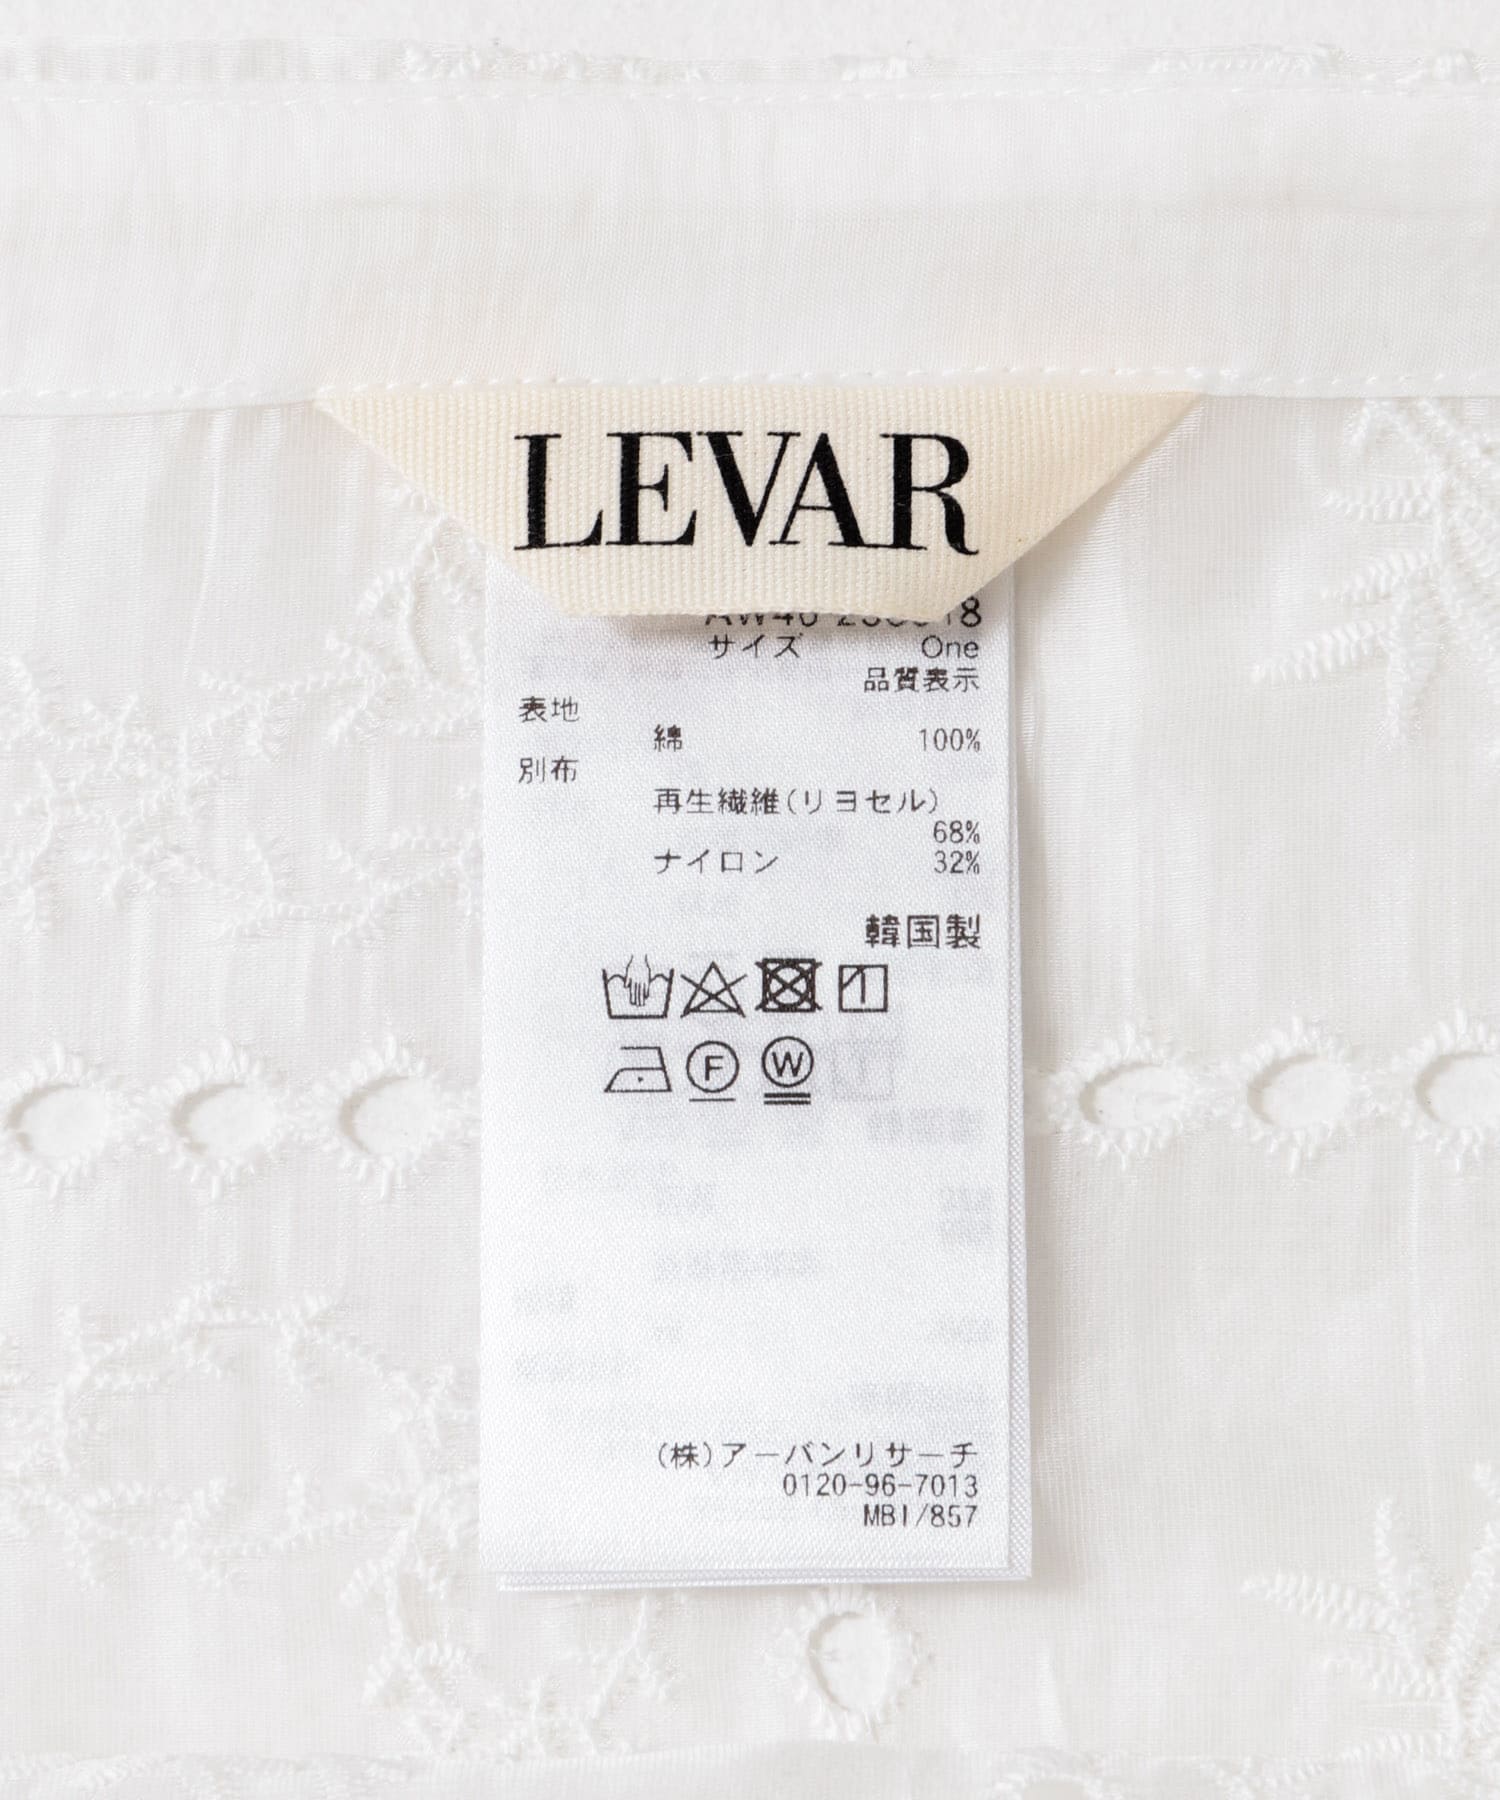 LEVAR
サイズ One
品質表示
表地
綿 100%
別布
再生繊維(リヨセル)
68%
ナイロン 32%
韓国製
F W
(株)アーバンリサーチ
0120-96-7013
MBI/857